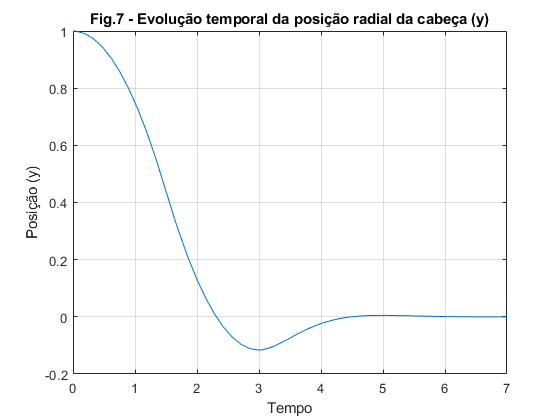 Fig.7 - Evolução temporal da posição radial da cabeça (y)
1
0.8
0.6
0.4
0.2
0
-0.2
Posição (y)
0 1 2 3 4 5 6 7
Tempo